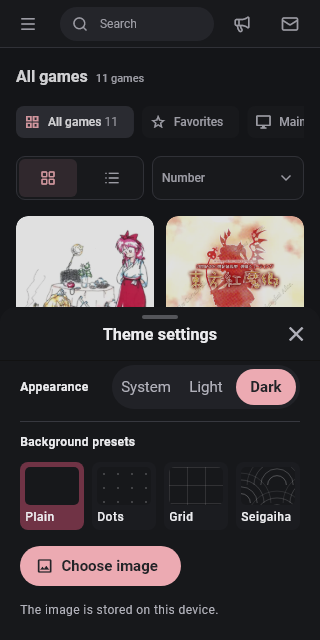 Search
All games 11 games
All games 11
Favorites
Main
Number
Theme settings
Appearance
System
Light
Dark
Background presets
Plain
Dots
Grid
Seigaiha
Choose image
The image is stored on this device.